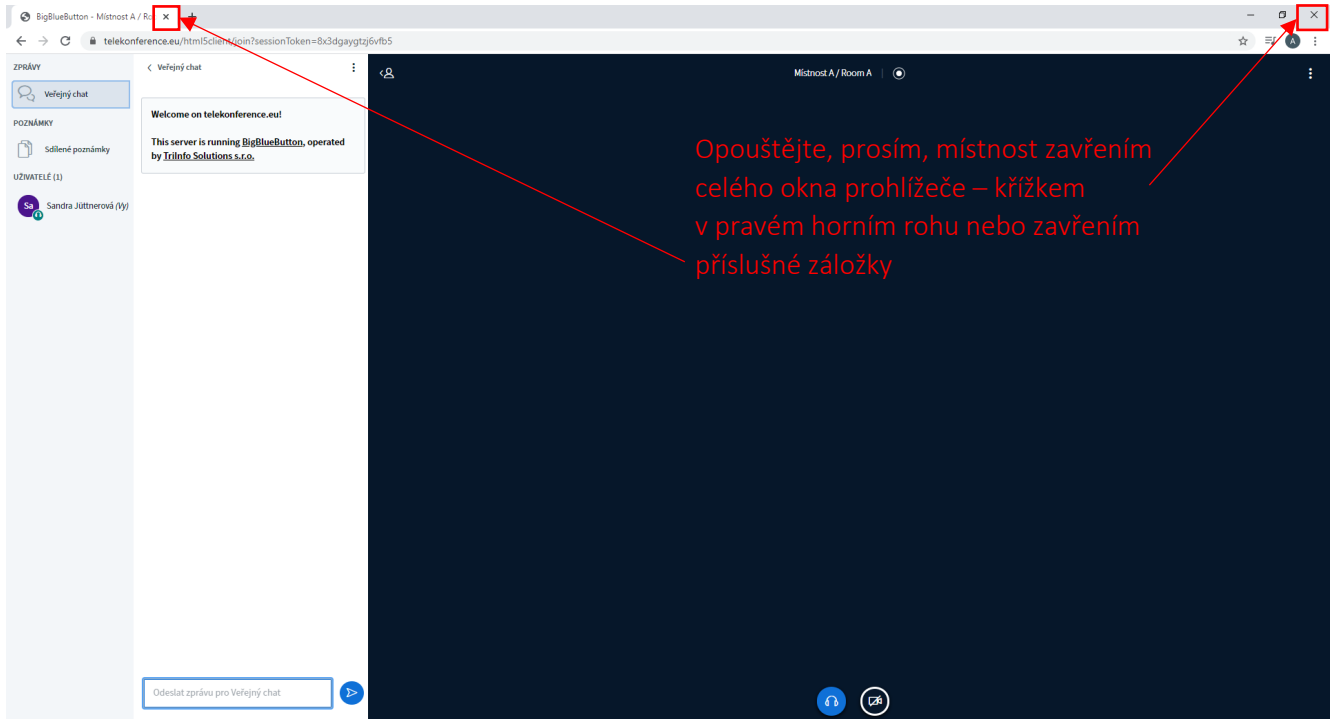 BigBlueButton - Místnost A / Ro
telekonference.eu/html5client/join?sessionToken=8x3dgaygtzj6vfb5
A
ZPRÁVY
Veřejný chat
POZNÁMKY
Sdílené poznámky
UŽIVATELÉ (1)
Sa
Sandra Jüttnerová (Vy)
Veřejný chat
Welcome on telekonference.eu!
This server is running BigBlueButton, operated
by TriInfo Solutions s.r.o.
Odeslat zprávu pro Veřejný chat
Místnost A / Room A
Opouštějte, prosím, místnost zavřením
celého okna prohlížeče – křížkem
v pravém horním rohu nebo zavřením
příslušné záložky